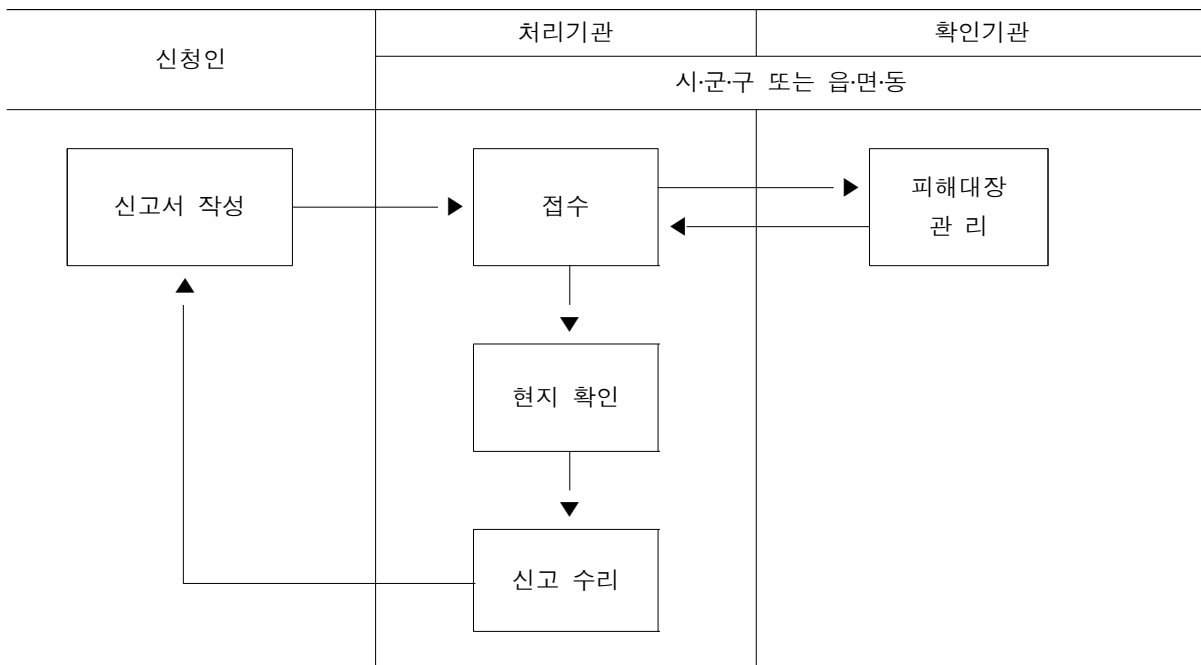 신청인
처리기관
확인기관
시·군·구 또는 읍·면·동
신고서 작성
접수
피해대장
관 리
현지 확인
신고 수리